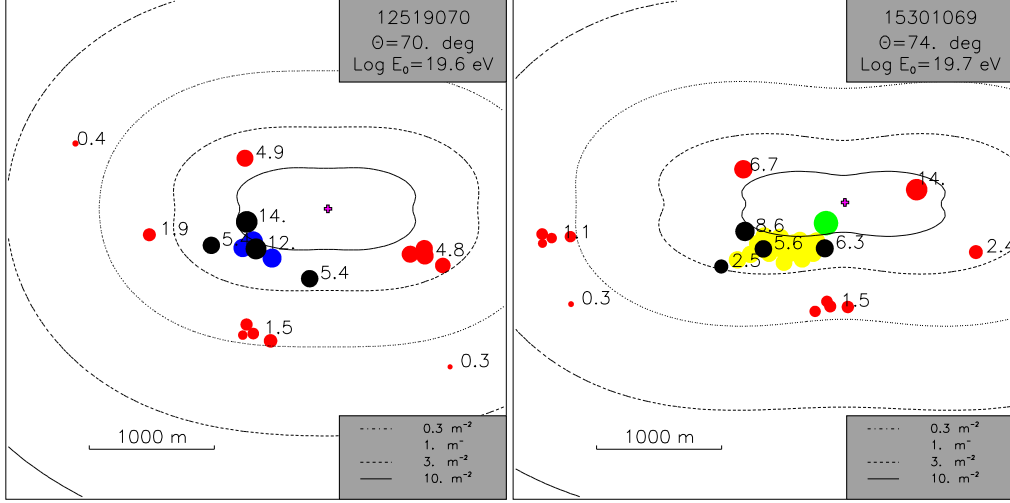 12519070
Θ=70. deg
Log E₀=19.6 eV
0.4
4.9
14.
1.9
5.4
12.
4.8
5.4
1.5
0.3
1000 m
0.3 m⁻²
1. m⁻
3. m⁻²
10. m⁻²
15301069
Θ=74. deg
Log E₀=19.7 eV
6.7
14.
8.6
1.1
5.6
6.3
2.4
2.5
0.3
1.5
1000 m
0.3 m⁻²
1. m⁻
3. m⁻²
10. m⁻²